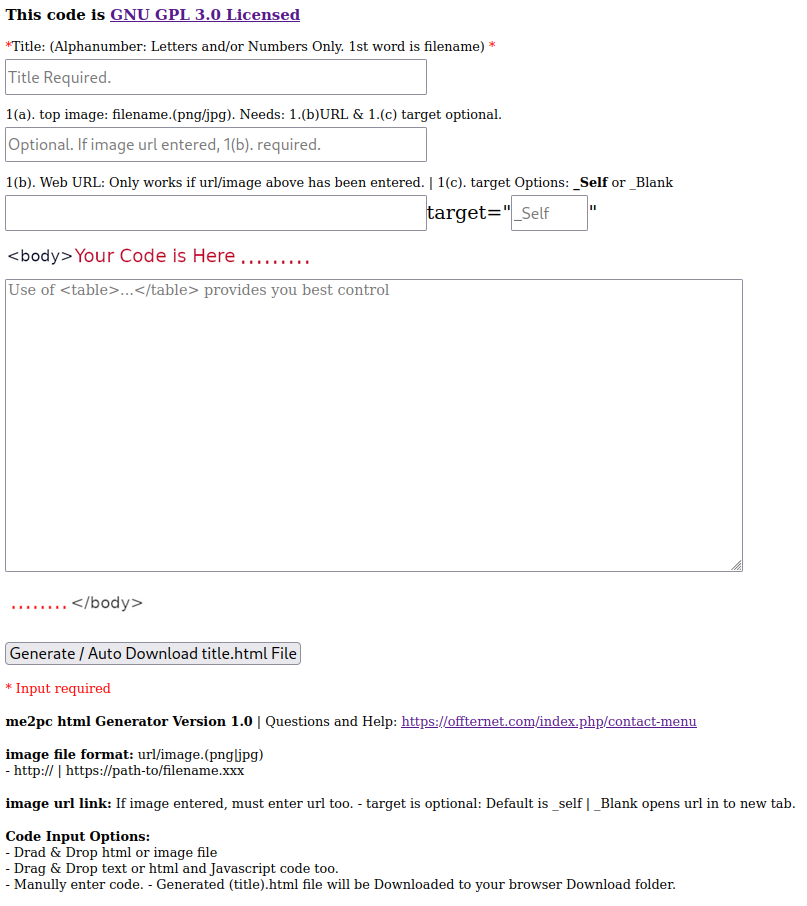 This code is GNU GPL 3.0 Licensed
*Title: (Alphanumber: Letters and/or Numbers Only. 1st word is filename) *
Title Required.
1(a). top image: filename.(png/jpg). Needs: 1.(b)URL & 1.(c) target optional.
Optional. If image url entered, 1(b). required.
1(b). Web URL: Only works if url/image above has been entered. | 1(c). target Options: _Self or _Blank
target="_Self"
<body>Your Code is Here .........
Use of <table>...</table> provides you best control
........</body>
Generate / Auto Download title.html File
* Input required
me2pc html Generator Version 1.0 | Questions and Help: https://offternet.com/index.php/contact-menu
image file format: url/image.(png|jpg)
- http:// | https://path-to/filename.xxx
image url link: If image entered, must enter url too. - target is optional: Default is _self | _Blank opens url in to new tab.
Code Input Options:
- Drad & Drop html or image file
- Drag & Drop text or html and Javascript code too.
- Manully enter code. - Generated (title).html file will be Downloaded to your browser Download folder.